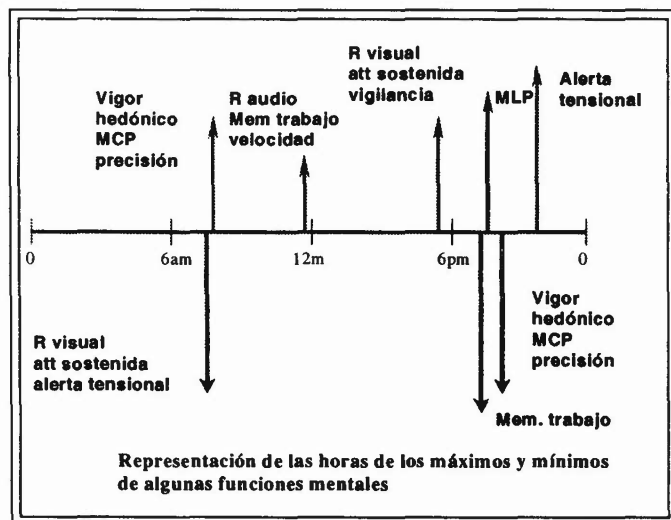 R visual
att sostenida
vigilancia
MLP
Alerta
tensional
Vigor
hedónico
MCP
precisión
R audio
Mem trabajo
velocidad
0
6am
12m
6pm
0
R visual
att sostenida
alerta tensional
Vigor
hedónico
MCP
precisión
Mem. trabajo
Representación de las horas de los máximos y mínimos
de algunas funciones mentales